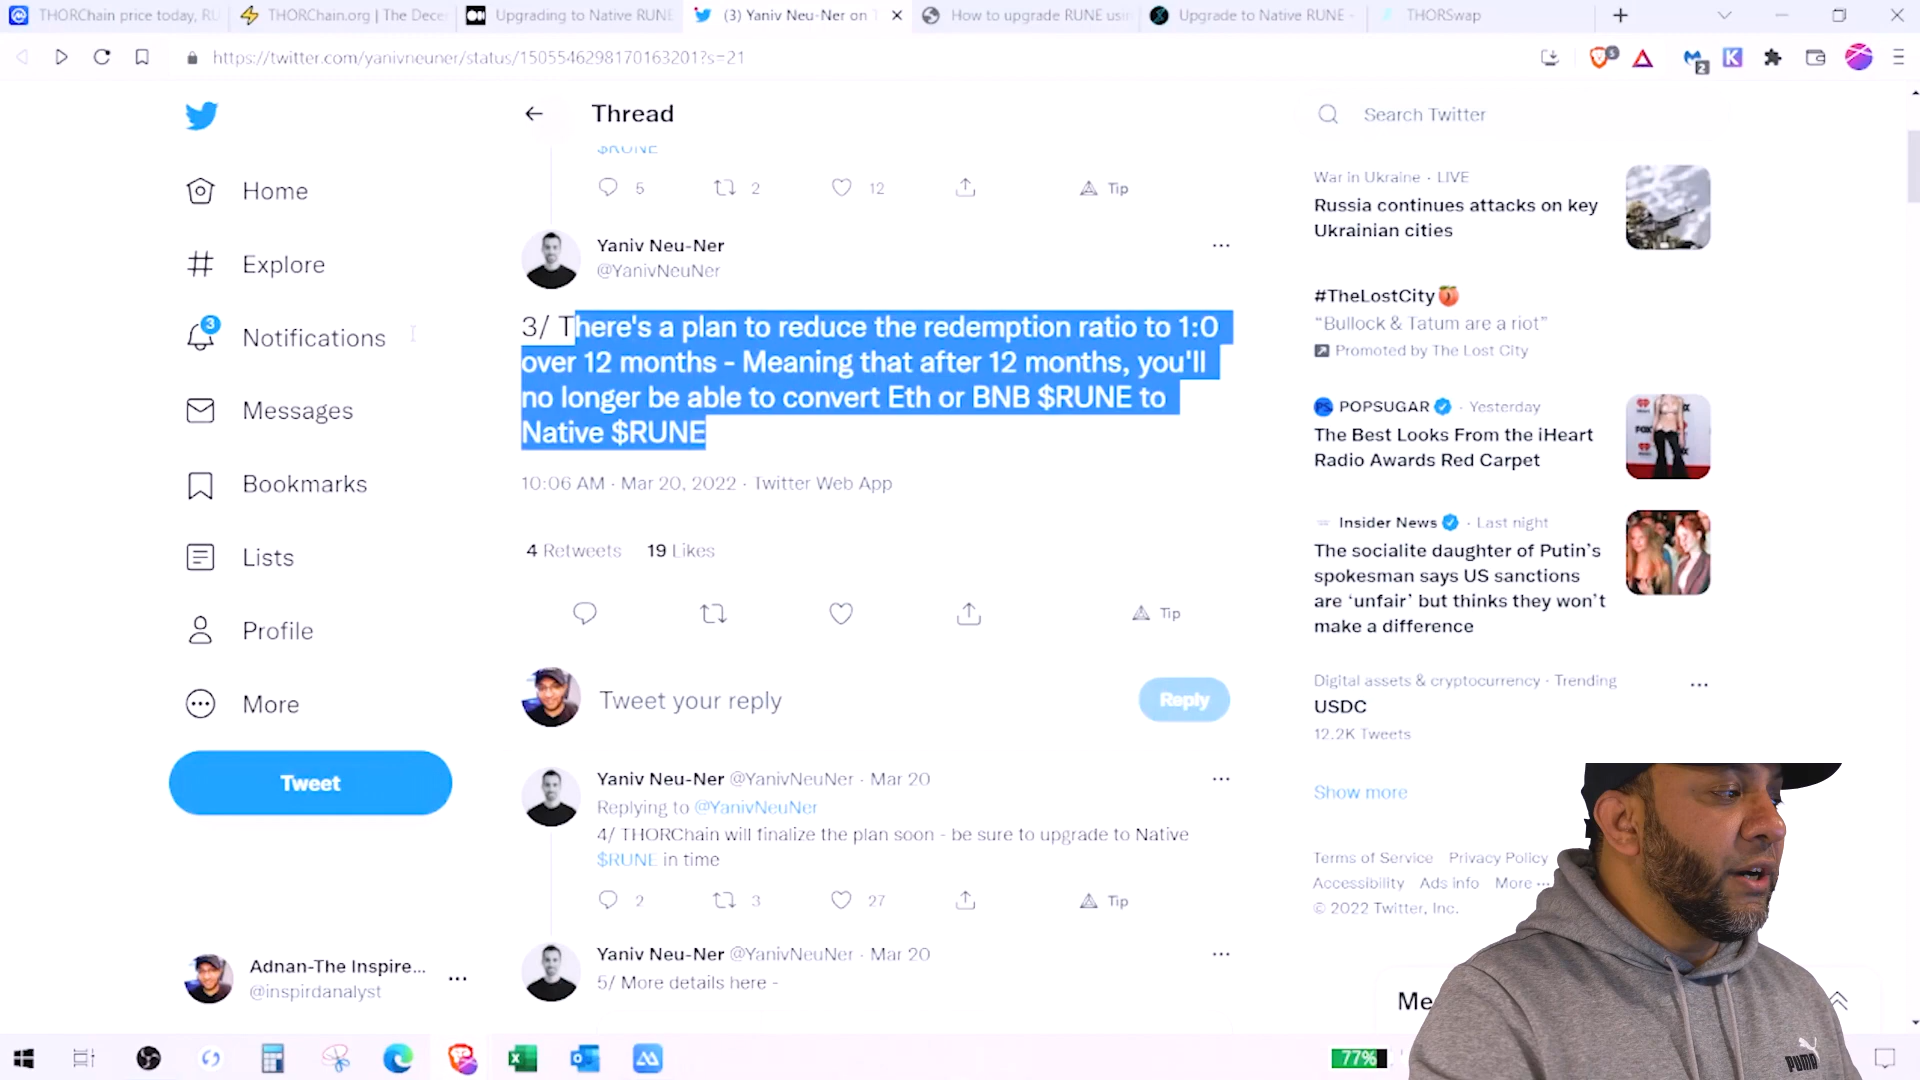 THORChain price today, RU
THORChain.org | The Dece
Upgrading to Native RUNE
(3) Yaniv Neu-Ner on T
How to upgrade RUNE usin
Upgrade to Native RUNE -
THORSwap
https://twitter.com/yanivneuner/status/1505546298170163201?s=21
5
2
K
Thread
Search Twitter
$RUNE
5
2
12
Tip
Home
Explore
3
Notifications
Messages
Bookmarks
Lists
Profile
More
Tweet
Adnan-The Inspire...
@inspirdanalyst
Yaniv Neu-Ner
@YanivNeuNer
3/ There's a plan to reduce the redemption ratio to 1:0
over 12 months - Meaning that after 12 months, you'll
no longer be able to convert Eth or BNB $RUNE to
Native $RUNE
10:06 AM · Mar 20, 2022 · Twitter Web App
4 Retweets 19 Likes
Tip
Tweet your reply
Reply
Yaniv Neu-Ner @YanivNeuNer · Mar 20
Replying to @YanivNeuNer
4/ THORChain will finalize the plan soon - be sure to upgrade to Native
$RUNE in time
2
3
27
Tip
Yaniv Neu-Ner @YanivNeuNer · Mar 20
5/ More details here -
War in Ukraine · LIVE
Russia continues attacks on key
Ukrainian cities
#TheLostCity
“Bullock & Tatum are a riot”
Promoted by The Lost City
POPSUGAR · Yesterday
The Best Looks From the iHeart
Radio Awards Red Carpet
Insider News · Last night
The socialite daughter of Putin’s
spokesman says US sanctions
are ‘unfair’ but thinks they won’t
make a difference
Digital assets & cryptocurrency · Trending
USDC
12.2K Tweets
Show more
Terms of Service Privacy Policy
Accessibility Ads info More ...
© 2022 Twitter, Inc.
Me
PUMA
77%